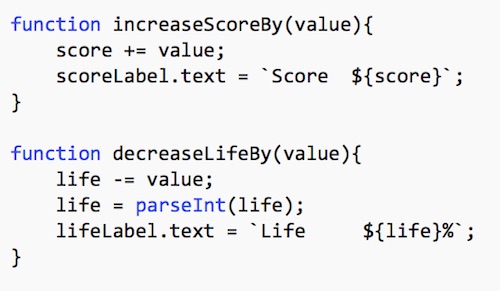 function increaseScoreBy(value){
    score += value;
    scoreLabel.text = `Score  ${score}`;
}

function decreaseLifeBy(value){
    life -= value;
    life = parseInt(life);
    lifeLabel.text = `Life     ${life}%`;
}